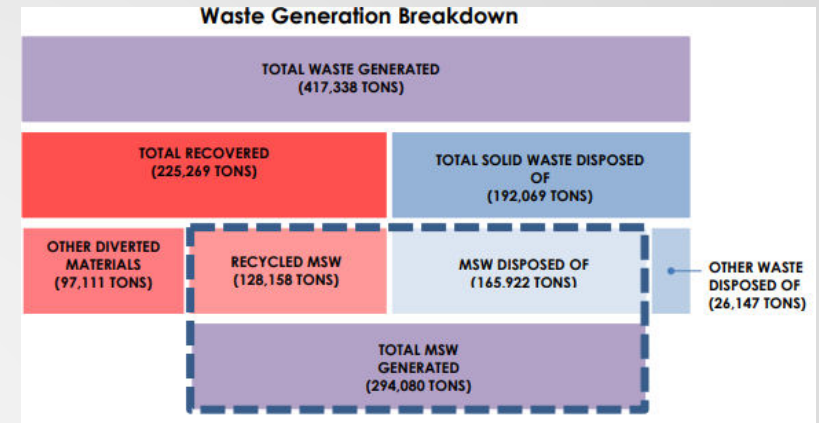 Waste Generation Breakdown
TOTAL WASTE GENERATED
(417,338 TONS)
TOTAL RECOVERED
(225,269 TONS)
TOTAL SOLID WASTE DISPOSED
OF
(192,069 TONS)
OTHER DIVERTED
MATERIALS
(97,111 TONS)
RECYCLED MSW
(128,158 TONS)
MSW DISPOSED OF
(165,922 TONS)
OTHER WASTE
DISPOSED OF
(26,147 TONS)
TOTAL MSW
GENERATED
(294,080 TONS)